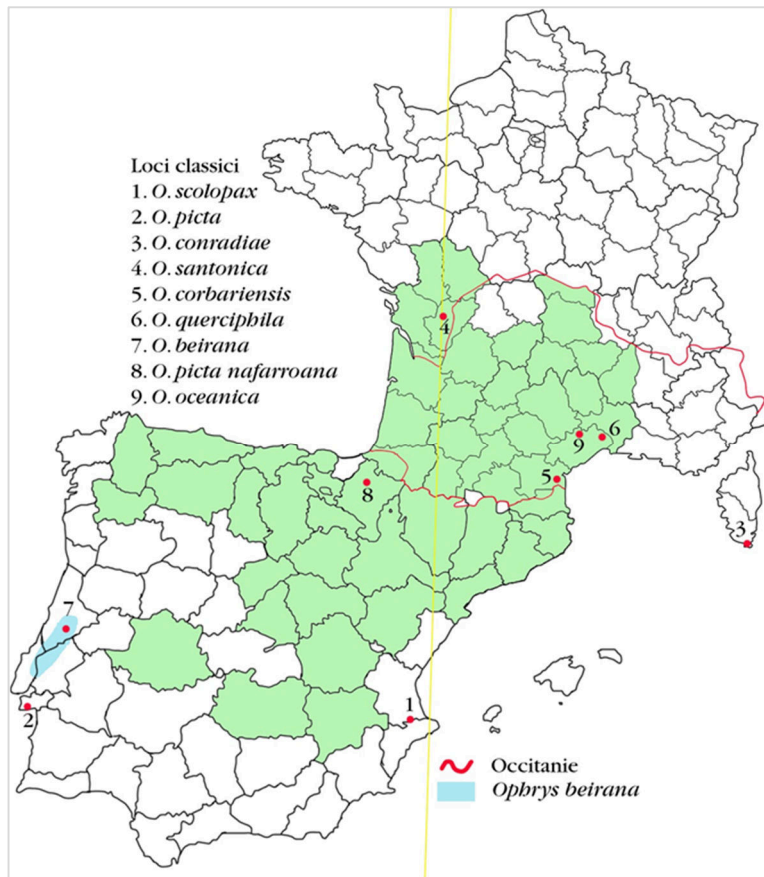 Loci classici
1. O. scolopax
2. O. picta
3. O. conradiae
4. O. santonica
5. O. corbariensis
6. O. querciphila
7. O. beirana
8. O. picta nafarroana
9. O. oceanica
4
9
6
5
8
3
7
2
1
Occitanie
Ophrys beirana